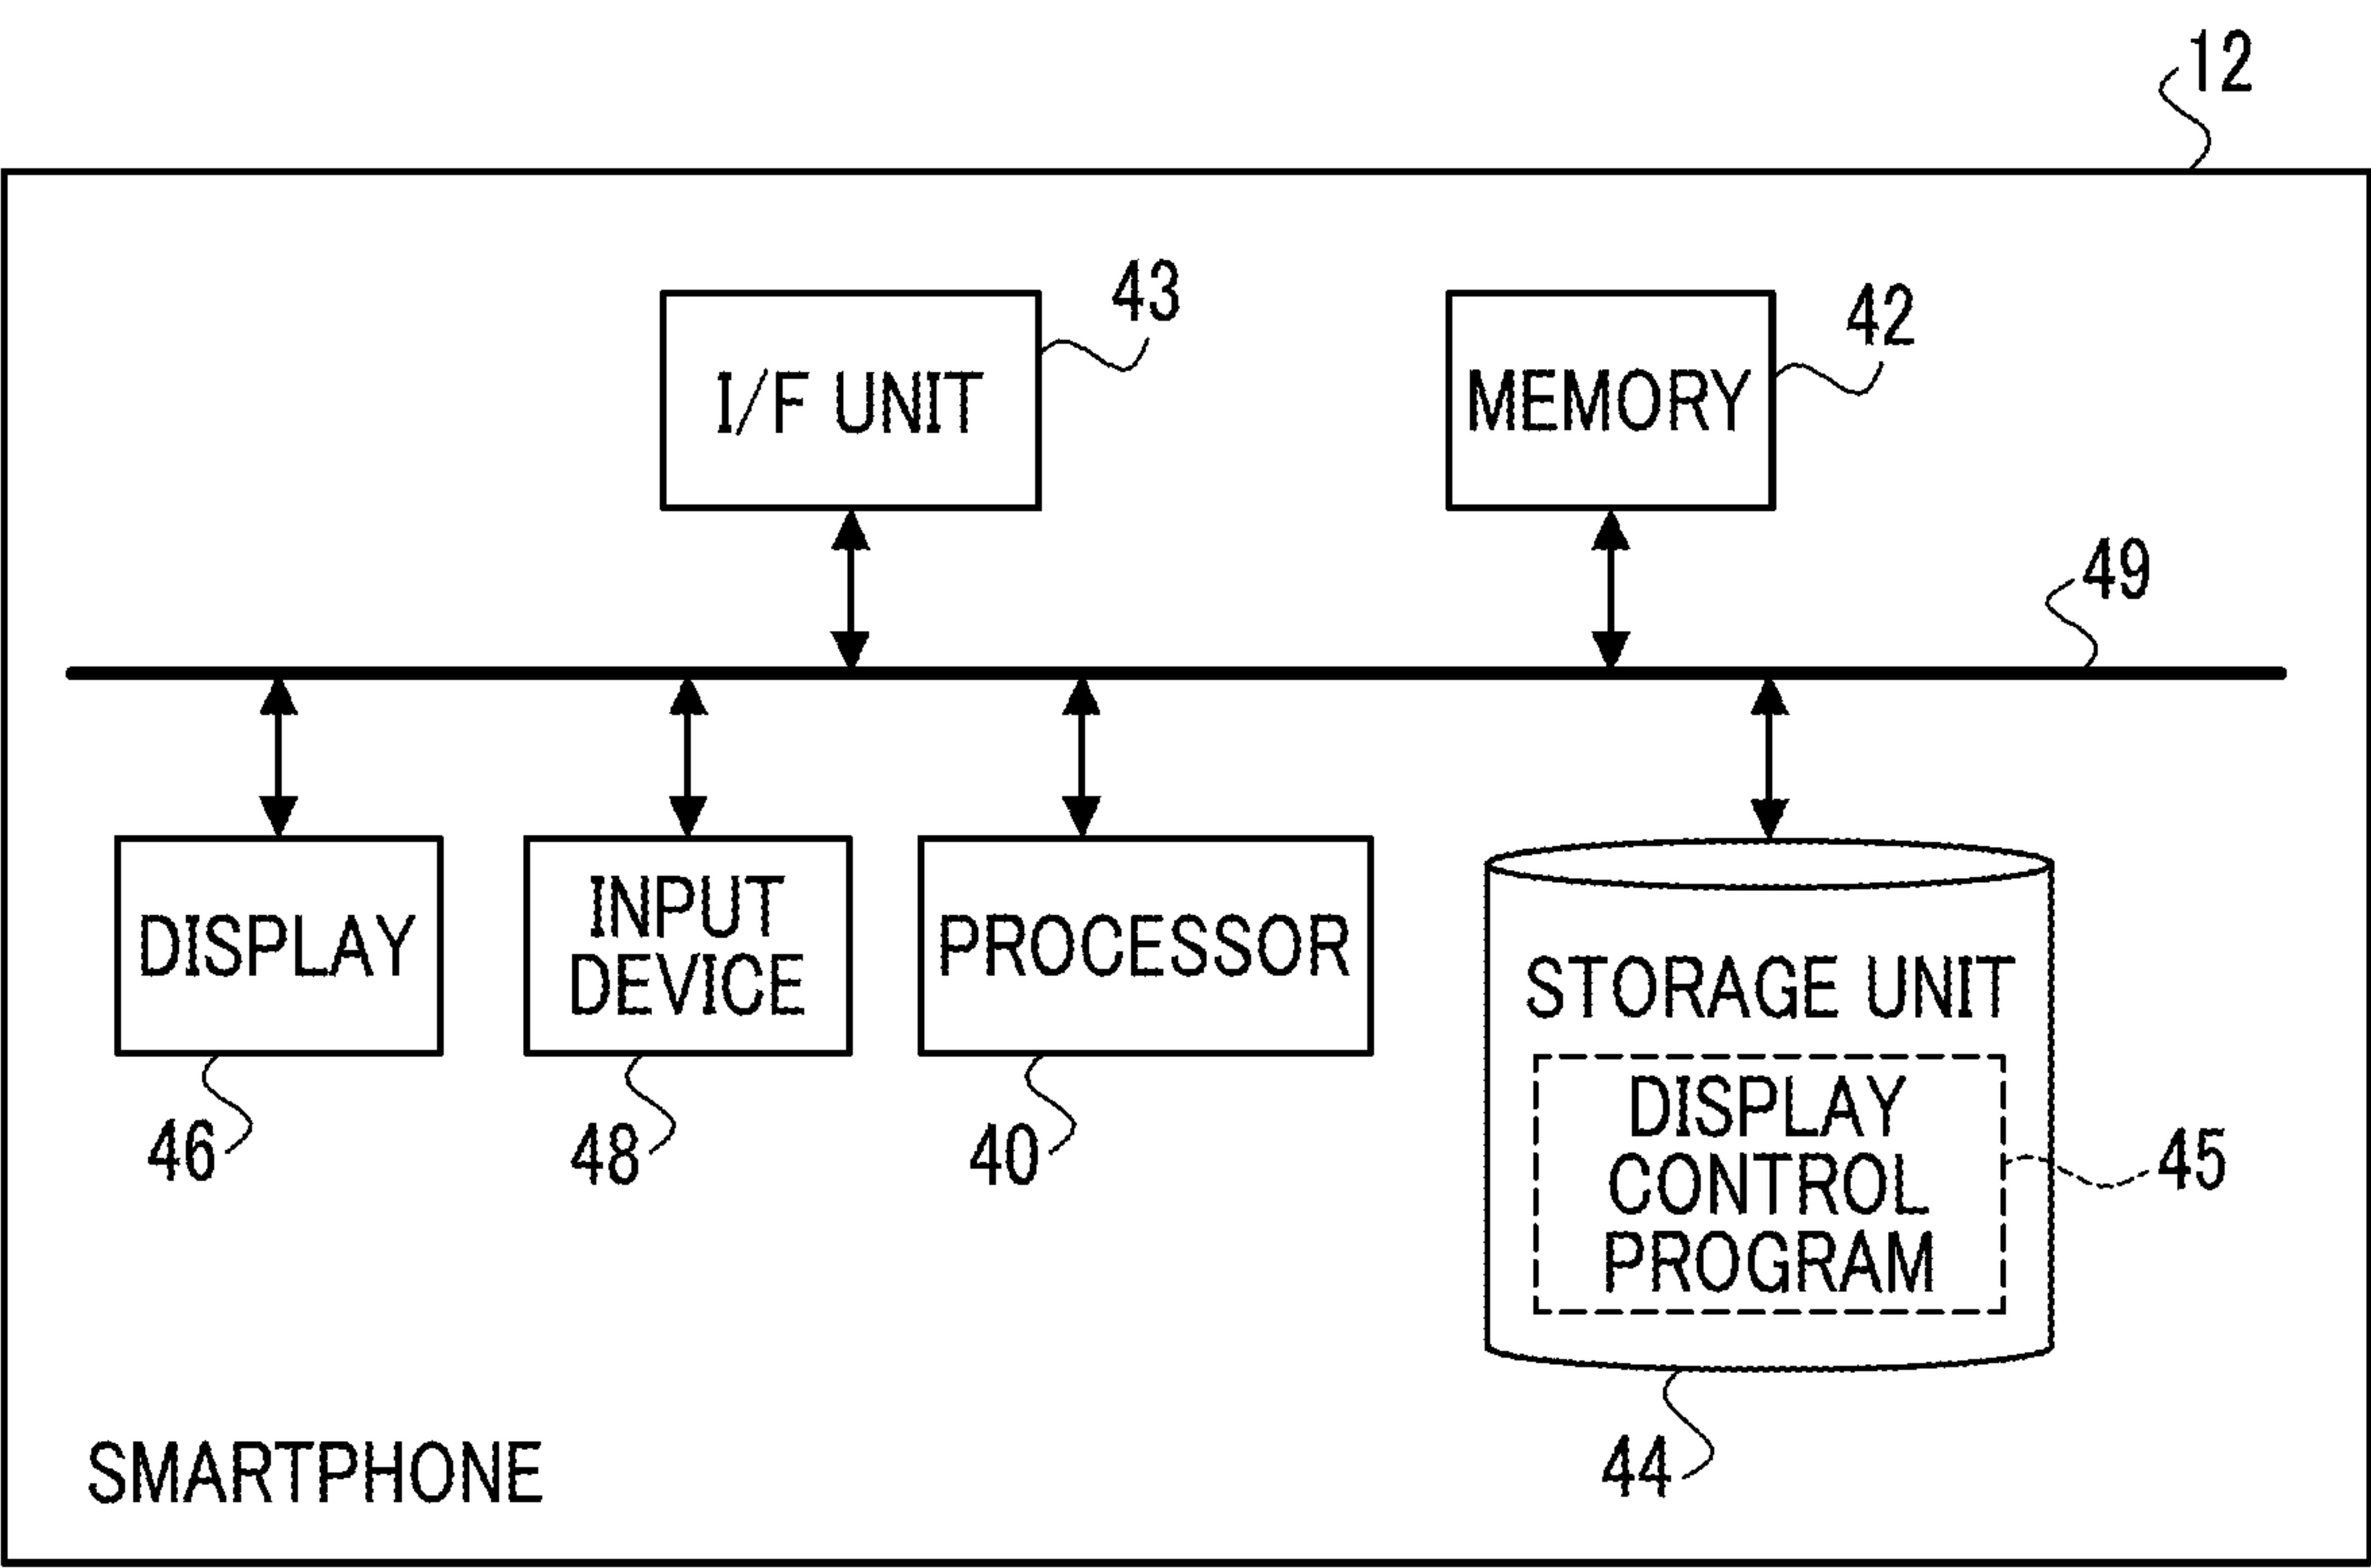 12
43
I/F UNIT
42
MEMORY
49
DISPLAY
46
INPUT
DEVICE
48
PROCESSOR
40
STORAGE UNIT
DISPLAY
CONTROL
PROGRAM
45
44
SMARTPHONE